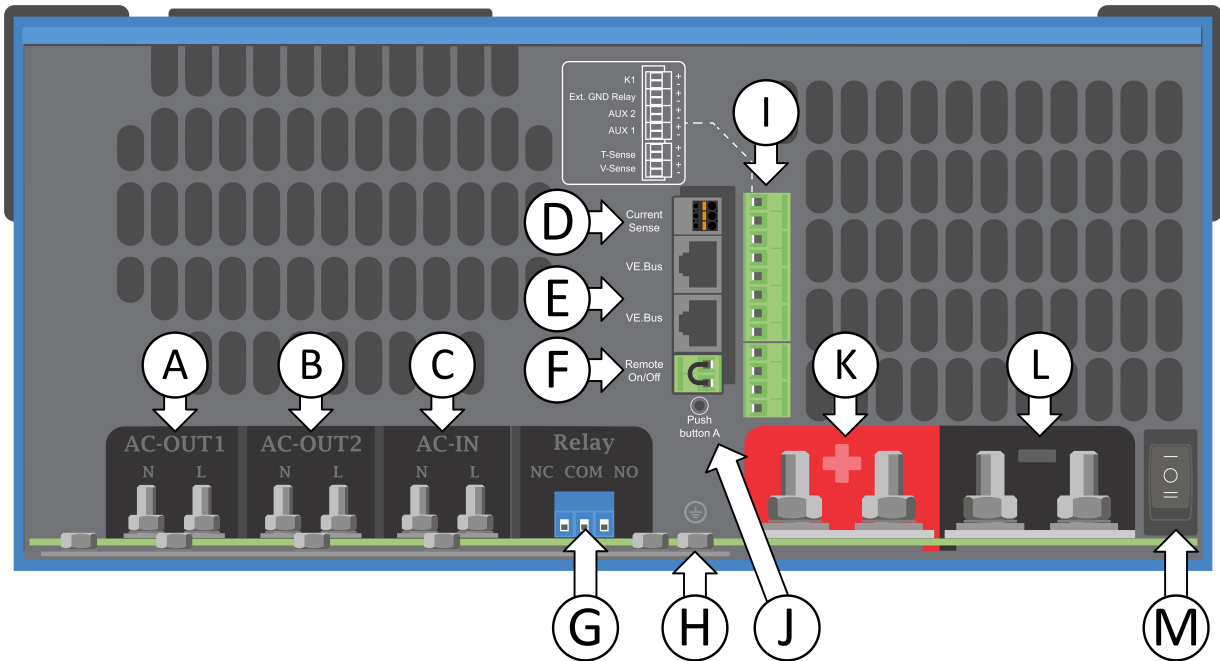 K1
+
-
Ext. GND Relay
+
-
AUX 2
+
-
AUX 1
+
-
T-Sense
+
-
V-Sense
+
-
I
D
Current
Sense
VE.Bus
E
VE.Bus
F
Remote
On/Off
Push
button A
A
B
C
K
L
AC-OUT1
AC-OUT2
AC-IN
Relay
N L
N L
N L
NC COM NO
+
-
I
O
II
G
H
J
M